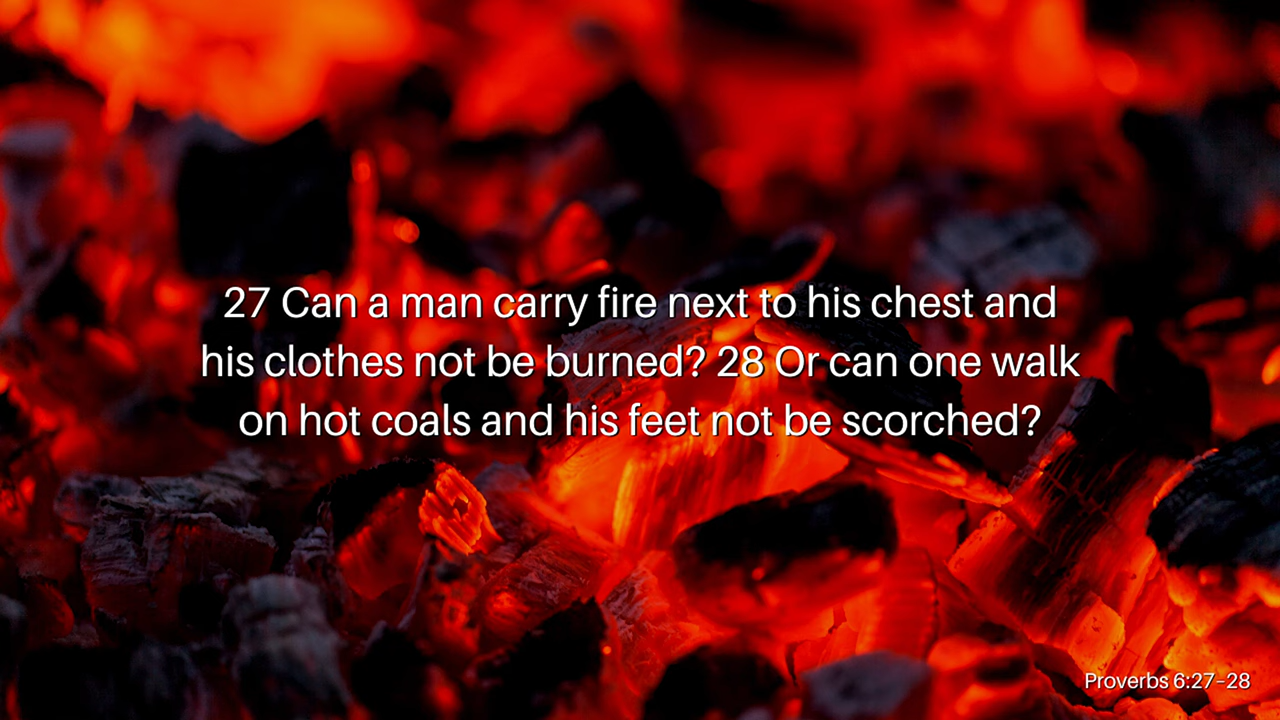 27 Can a man carry fire next to his chest and
his clothes not be burned? 28 Or can one walk
on hot coals and his feet not be scorched?
Proverbs 6:27–28